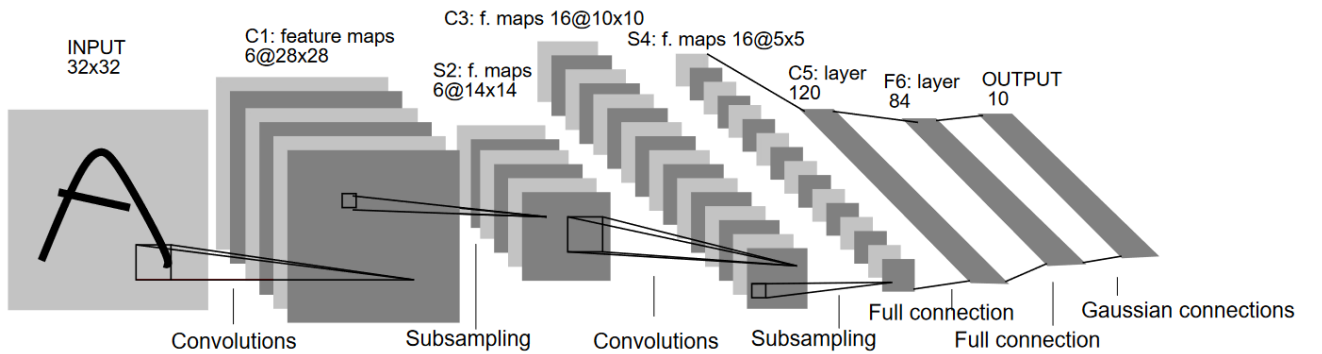 INPUT
32x32
C1: feature maps
6@28x28
S2: f. maps
6@14x14
C3: f. maps 16@10x10
S4: f. maps 16@5x5
C5: layer
120
F6: layer
84
OUTPUT
10
Convolutions
Subsampling
Convolutions
Subsampling
Full connection
Full connection
Gaussian connections